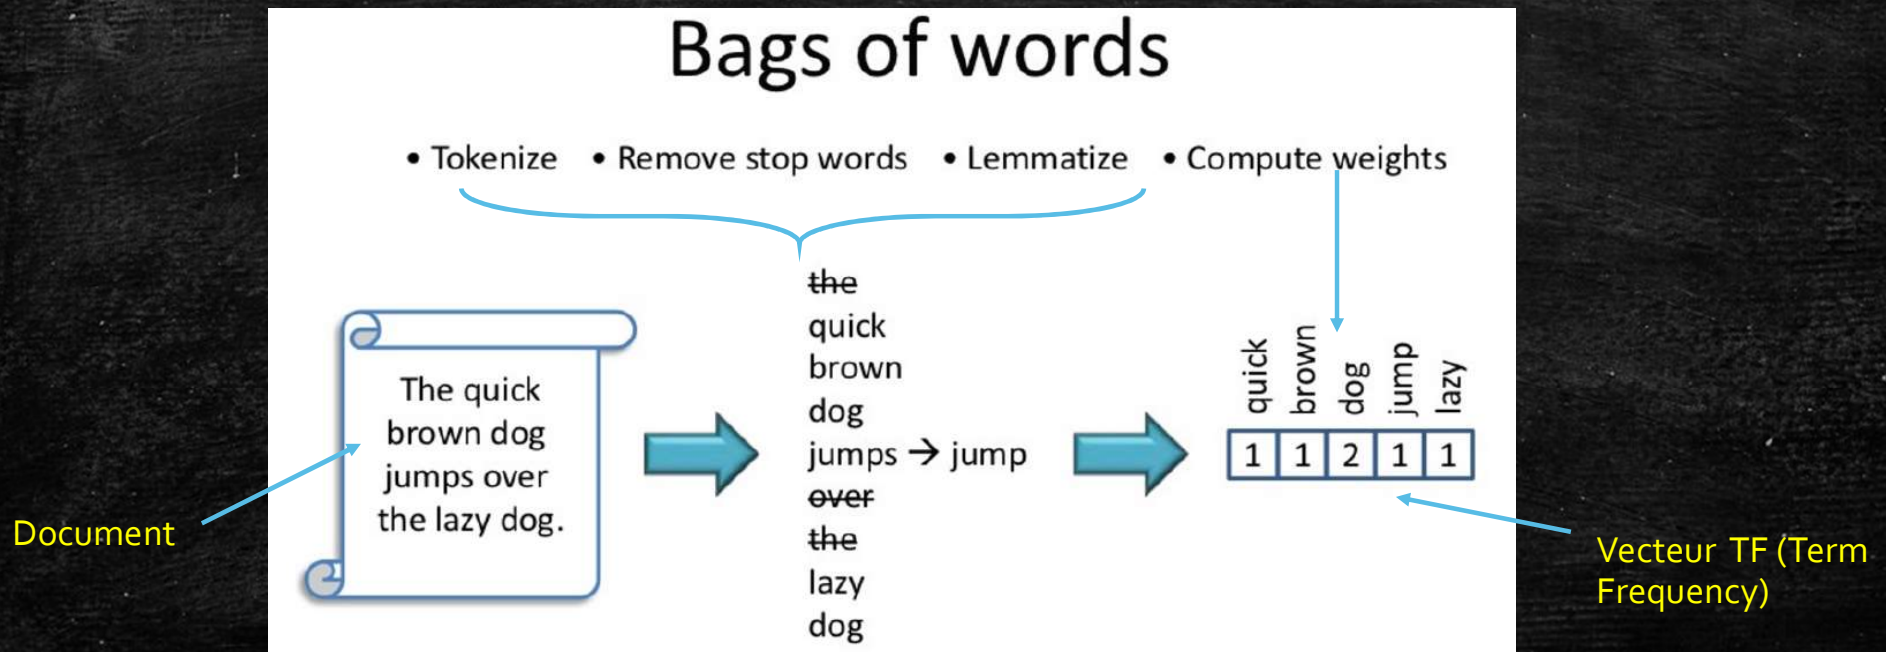 Bags of words
• Tokenize • Remove stop words • Lemmatize • Compute weights
The quick
brown dog
jumps over
the lazy dog.
the
quick
brown
dog
jumps → jump
over
the
lazy
dog
quick brown dog jump lazy
1 1 2 1 1
Document
Vecteur TF (Term
Frequency)